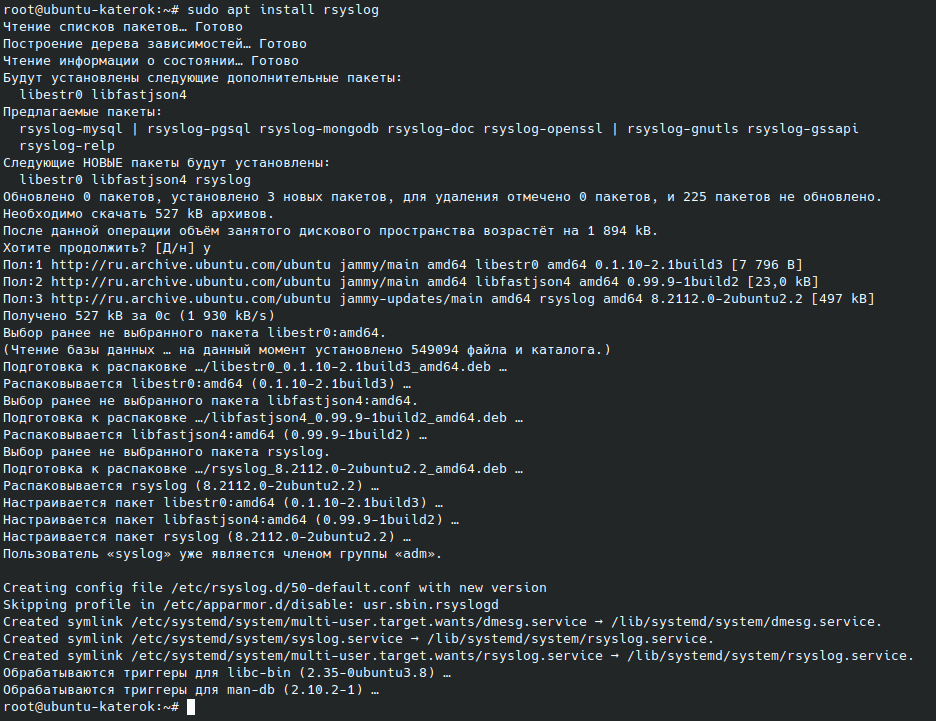 root@ubuntu-katerok:~# sudo apt install rsyslog
Чтение списков пакетов… Готово
Построение дерева зависимостей… Готово
Чтение информации о состоянии… Готово
Будут установлены следующие дополнительные пакеты:
  libestr0 libfastjson4
Предлагаемые пакеты:
  rsyslog-mysql | rsyslog-pgsql rsyslog-mongodb rsyslog-doc rsyslog-openssl | rsyslog-gnutls rsyslog-gssapi
  rsyslog-relp
Следующие НОВЫЕ пакеты будут установлены:
  libestr0 libfastjson4 rsyslog
Обновлено 0 пакетов, установлено 3 новых пакетов, для удаления отмечено 0 пакетов, и 225 пакетов не обновлено.
Необходимо скачать 527 kB архивов.
После данной операции объём занятого дискового пространства возрастёт на 1 894 kB.
Хотите продолжить? [Д/н] y
Пол:1 http://ru.archive.ubuntu.com/ubuntu jammy/main amd64 libestr0 amd64 0.1.10-2.1build3 [7 796 B]
Пол:2 http://ru.archive.ubuntu.com/ubuntu jammy/main amd64 libfastjson4 amd64 0.99.9-1build2 [23,0 kB]
Пол:3 http://ru.archive.ubuntu.com/ubuntu jammy-updates/main amd64 rsyslog amd64 8.2112.0-2ubuntu2.2 [497 kB]
Получено 527 kB за 0с (1 930 kB/s)
Выбор ранее не выбранного пакета libestr0:amd64.
(Чтение базы данных … на данный момент установлено 549094 файла и каталога.)
Подготовка к распаковке …/libestr0_0.1.10-2.1build3_amd64.deb …
Распаковывается libestr0:amd64 (0.1.10-2.1build3) …
Выбор ранее не выбранного пакета libfastjson4:amd64.
Подготовка к распаковке …/libfastjson4_0.99.9-1build2_amd64.deb …
Распаковывается libfastjson4:amd64 (0.99.9-1build2) …
Выбор ранее не выбранного пакета rsyslog.
Подготовка к распаковке …/rsyslog_8.2112.0-2ubuntu2.2_amd64.deb …
Распаковывается rsyslog (8.2112.0-2ubuntu2.2) …
Настраивается пакет libestr0:amd64 (0.1.10-2.1build3) …
Настраивается пакет libfastjson4:amd64 (0.99.9-1build2) …
Настраивается пакет rsyslog (8.2112.0-2ubuntu2.2) …
Пользователь «syslog» уже является членом группы «adm».

Creating config file /etc/rsyslog.d/50-default.conf with new version
Skipping profile in /etc/apparmor.d/disable: usr.sbin.rsyslogd
Created symlink /etc/systemd/system/multi-user.target.wants/dmesg.service → /lib/systemd/system/dmesg.service.
Created symlink /etc/systemd/system/syslog.service → /lib/systemd/system/rsyslog.service.
Created symlink /etc/systemd/system/multi-user.target.wants/rsyslog.service → /lib/systemd/system/rsyslog.service.
Обрабатываются триггеры для libc-bin (2.35-0ubuntu3.8) …
Обрабатываются триггеры для man-db (2.10.2-1) …
root@ubuntu-katerok:~#